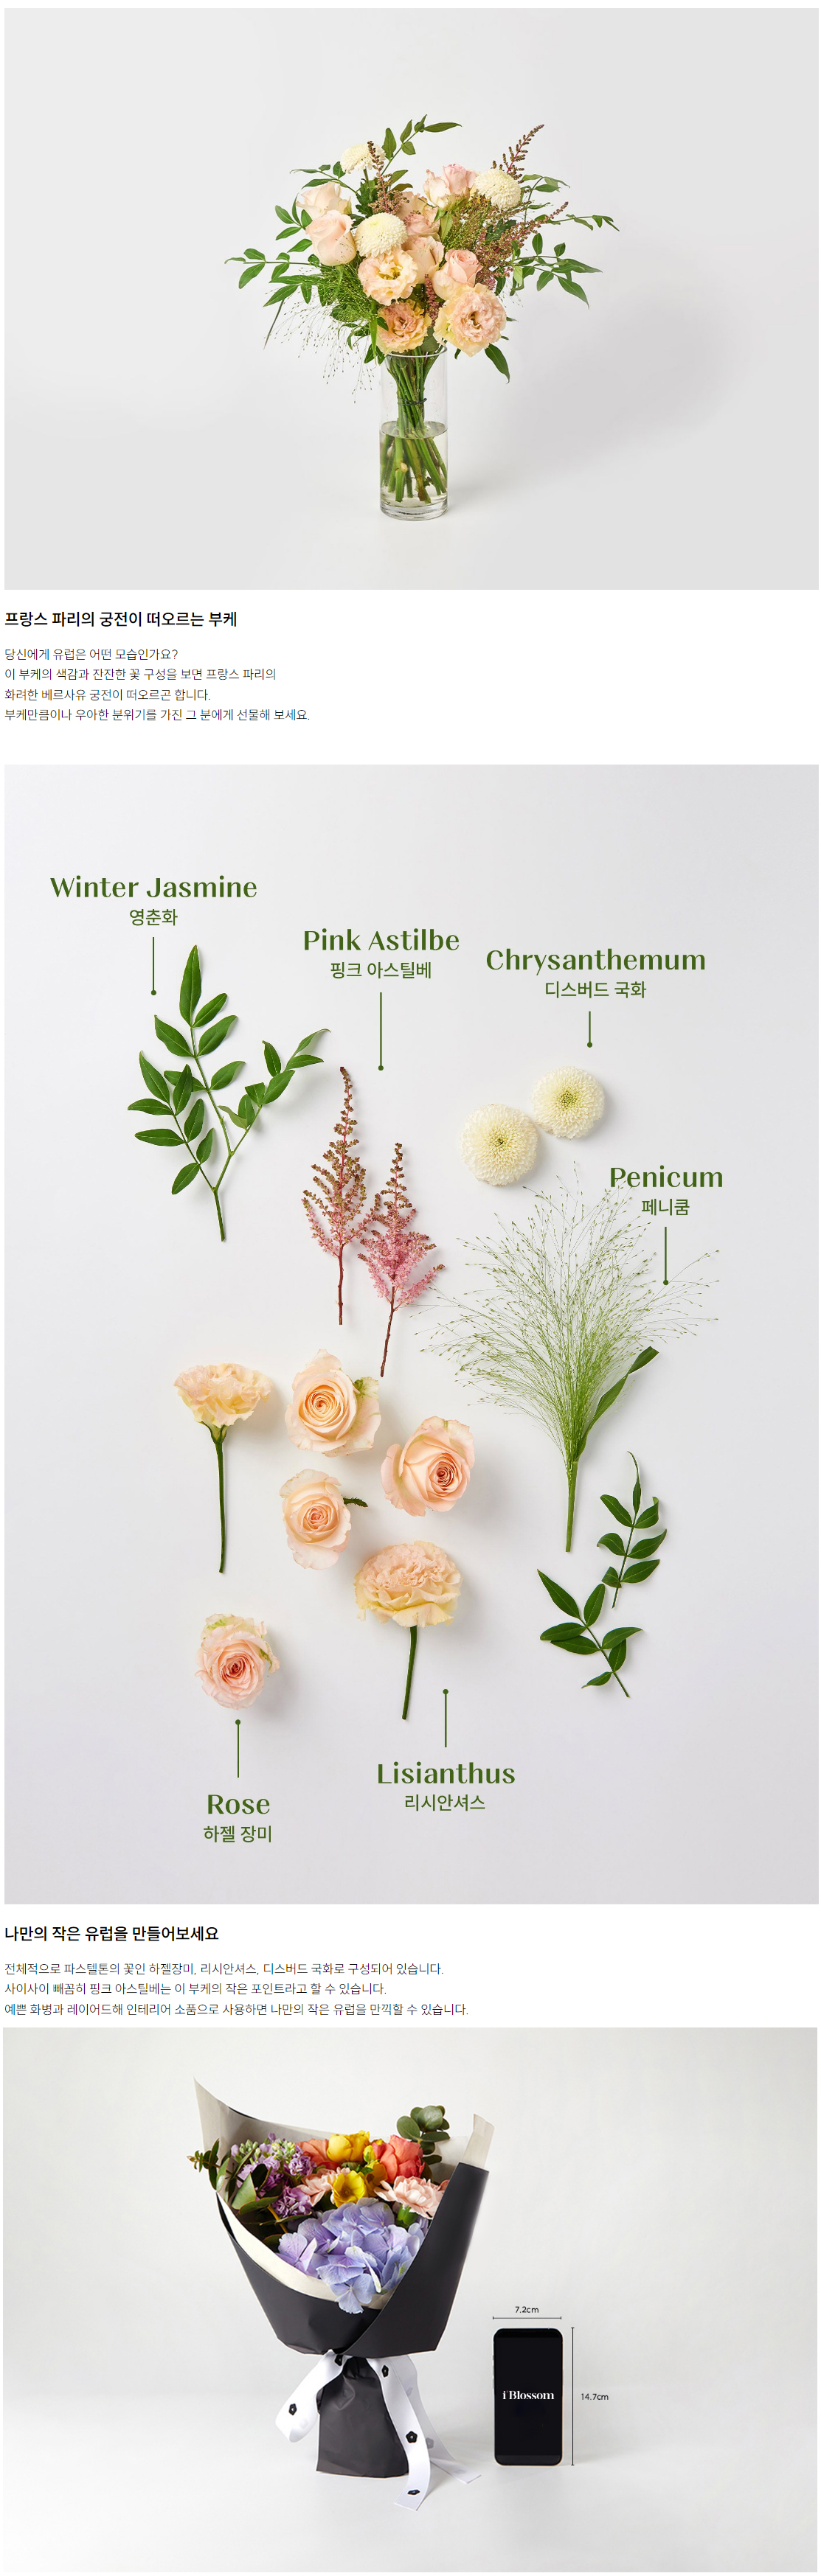 프랑스 파리의 궁전이 떠오르는 부케
당신에게 유럽은 어떤 모습인가요?
이 부케의 색감과 잔잔한 꽃 구성을 보면 프랑스 파리의
화려한 베르사유 궁전이 떠오르곤 합니다.
부케만큼이나 우아한 분위기를 가진 그 분에게 선물해 보세요.
Winter Jasmine
영춘화
Pink Astilbe
핑크 아스틸베
Chrysanthemum
디스버드 국화
Penicum
페니쿰
Lisianthus
리시안셔스
Rose
하젤 장미
나만의 작은 유럽을 만들어보세요
전체적으로 파스텔톤의 꽃인 하젤장미, 리시안셔스, 디스버드 국화로 구성되어 있습니다.
사이사이 빼꼼히 핑크 아스틸베는 이 부케의 작은 포인트라고 할 수 있습니다.
예쁜 화병과 레이어드해 인테리어 소품으로 사용하면 나만의 작은 유럽을 만끽할 수 있습니다.
7.2cm
i Blossom
14.7cm